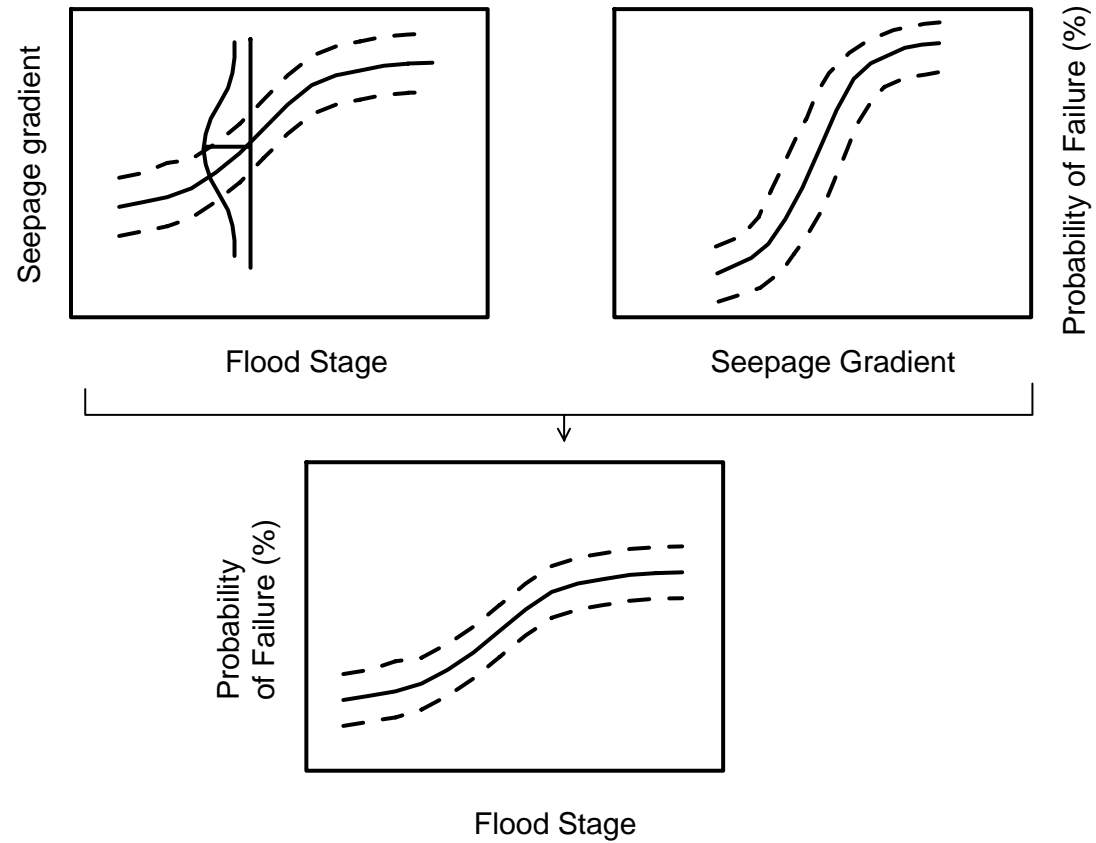 Seepage gradient
Flood Stage
Probability of Failure (%)
Seepage Gradient
Probability
of Failure (%)
Flood Stage